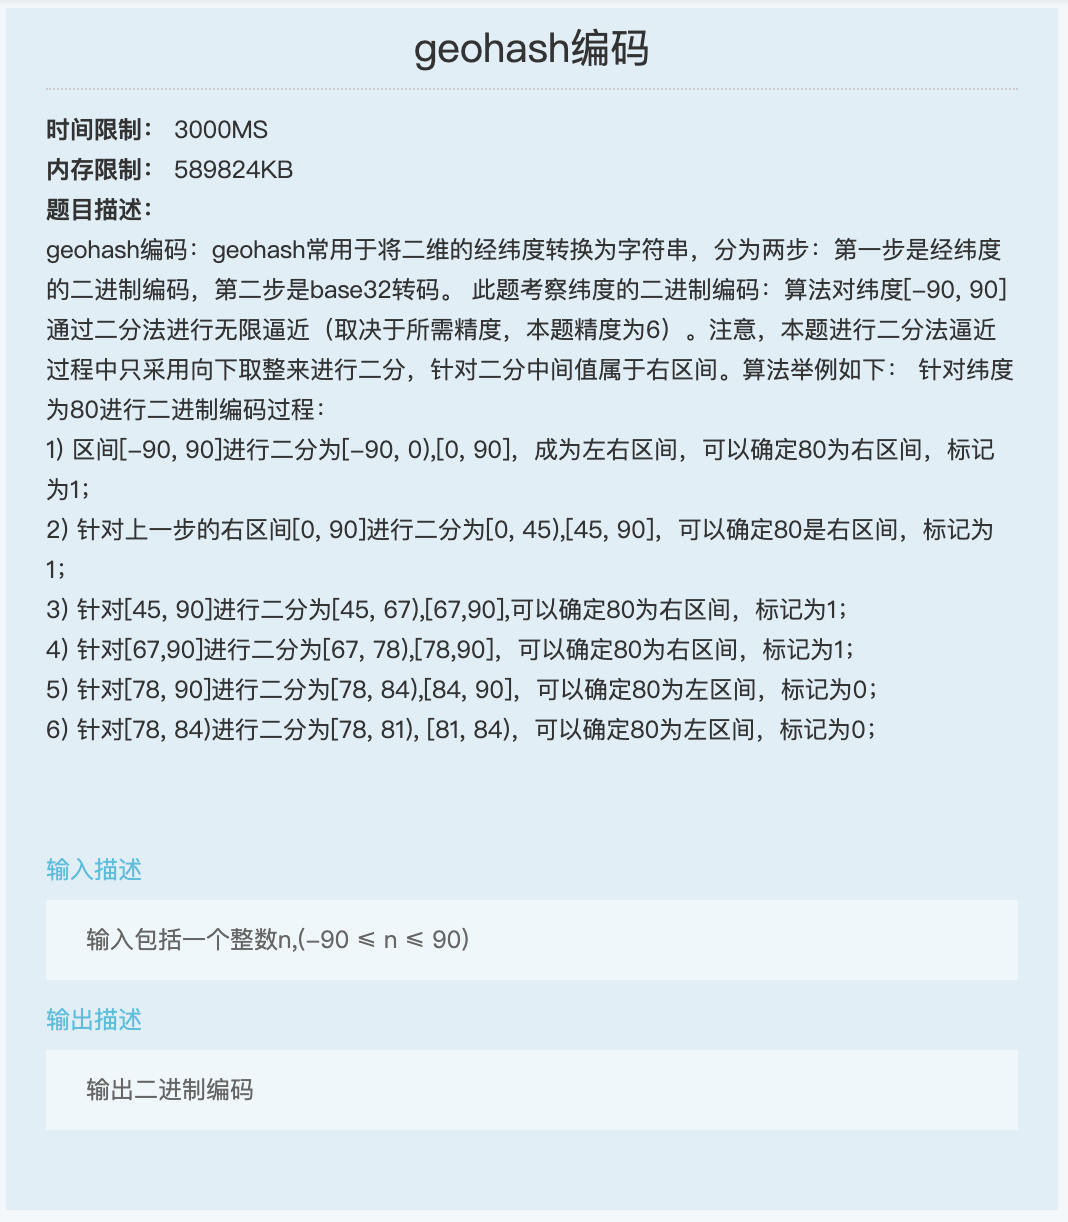 geohash编码
时间限制： 3000MS
内存限制： 589824KB
题目描述：
geohash编码：geohash常用于将二维的经纬度转换为字符串，分为两步：第一步是经纬度
的二进制编码，第二步是base32转码。 此题考察纬度的二进制编码：算法对纬度[-90, 90]
通过二分法进行无限逼近（取决于所需精度，本题精度为6）。注意，本题进行二分法逼近
过程中只采用向下取整来进行二分，针对二分中间值属于右区间。算法举例如下： 针对纬度
为80进行二进制编码过程：
1) 区间[-90, 90]进行二分为[-90, 0),[0, 90]，成为左右区间，可以确定80为右区间，标记
为1；
2) 针对上一步的右区间[0, 90]进行二分为[0, 45),[45, 90]，可以确定80是右区间，标记为
1；
3) 针对[45, 90]进行二分为[45, 67),[67,90],可以确定80为右区间，标记为1；
4) 针对[67,90]进行二分为[67, 78),[78,90]，可以确定80为右区间，标记为1；
5) 针对[78, 90]进行二分为[78, 84),[84, 90]，可以确定80为左区间，标记为0；
6) 针对[78, 84)进行二分为[78, 81), [81, 84)，可以确定80为左区间，标记为0；
输入描述
输入包括一个整数n,(-90 ≤ n ≤ 90)
输出描述
输出二进制编码